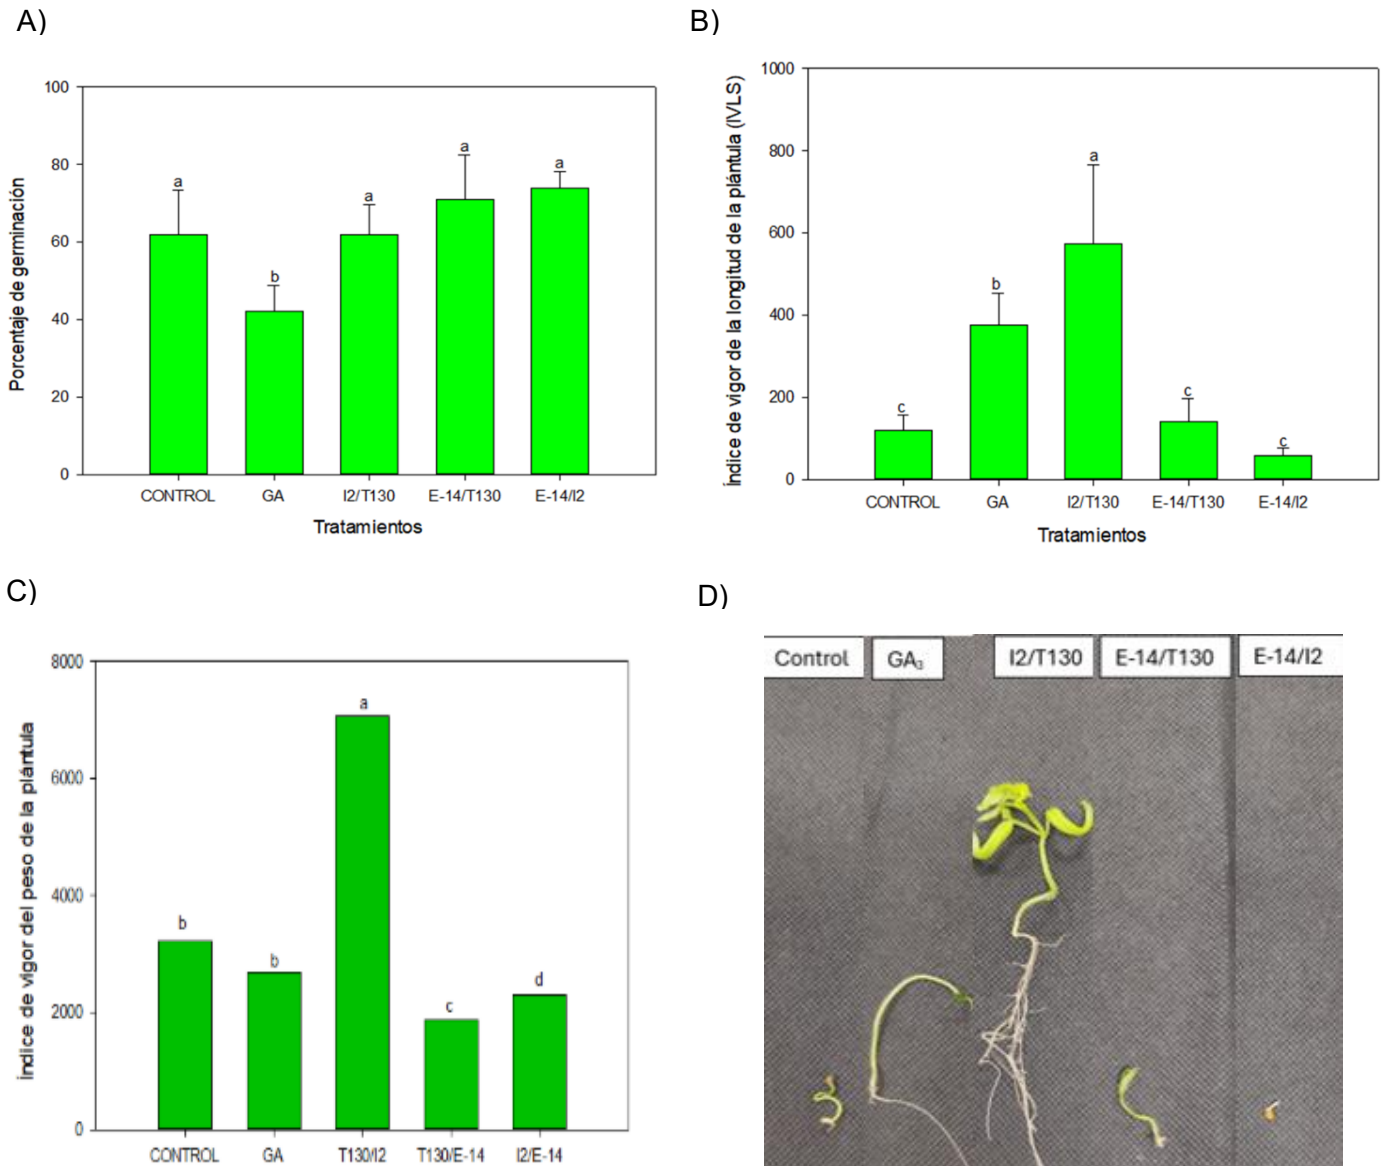 A)
Porcentaje de germinación
100
80
60
40
20
0
a
b
a
a
a
CONTROL
GA
I2/T130
E-14/T130
E-14/I2
Tratamientos
B)
Índice de vigor de la longitud de la plántula (IVLS)
1000
800
600
400
200
0
c
b
a
c
c
CONTROL
GA
I2/T130
E-14/T130
E-14/I2
Tratamientos
C)
Índice de vigor del peso de la plántula
8000
6000
4000
2000
0
b
b
a
c
d
CONTROL
GA
T130/I2
T130/E-14
I2/E-14
D)
Control
GA₃
I2/T130
E-14/T130
E-14/I2